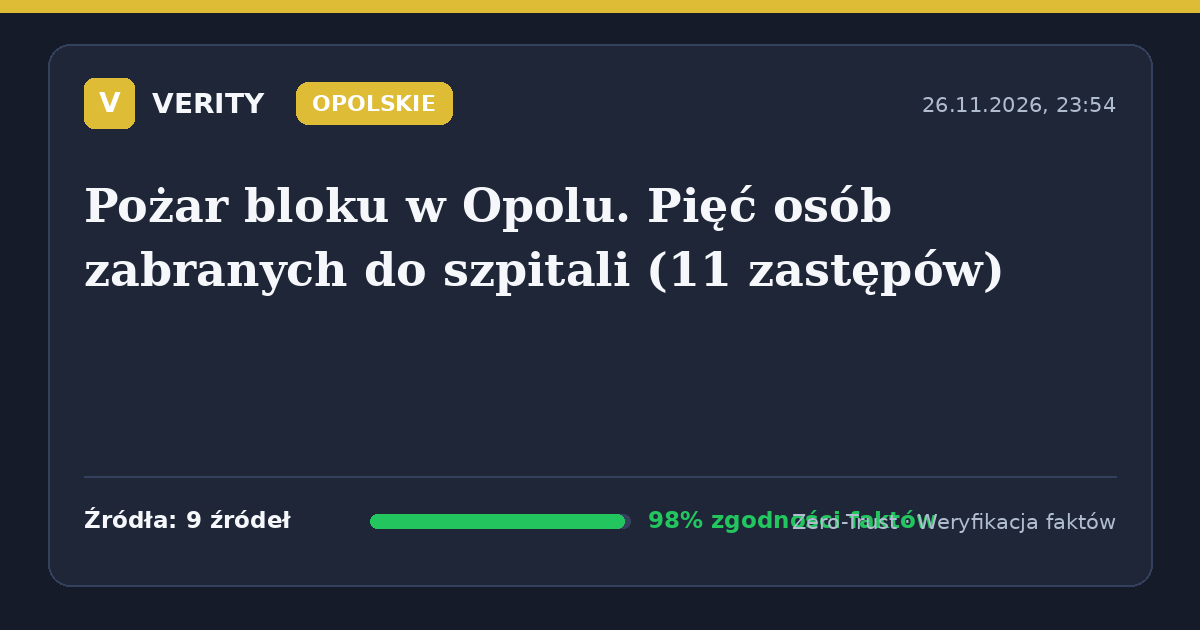 V VERITY OPOLSKIE 26.11.2026, 23:54
Pożar bloku w Opolu. Pięć osób
zabranych do szpitali (11 zastępów)
Źródła: 9 źródeł 98% zgodności faktów Zero-Trust · Weryfikacja faktów